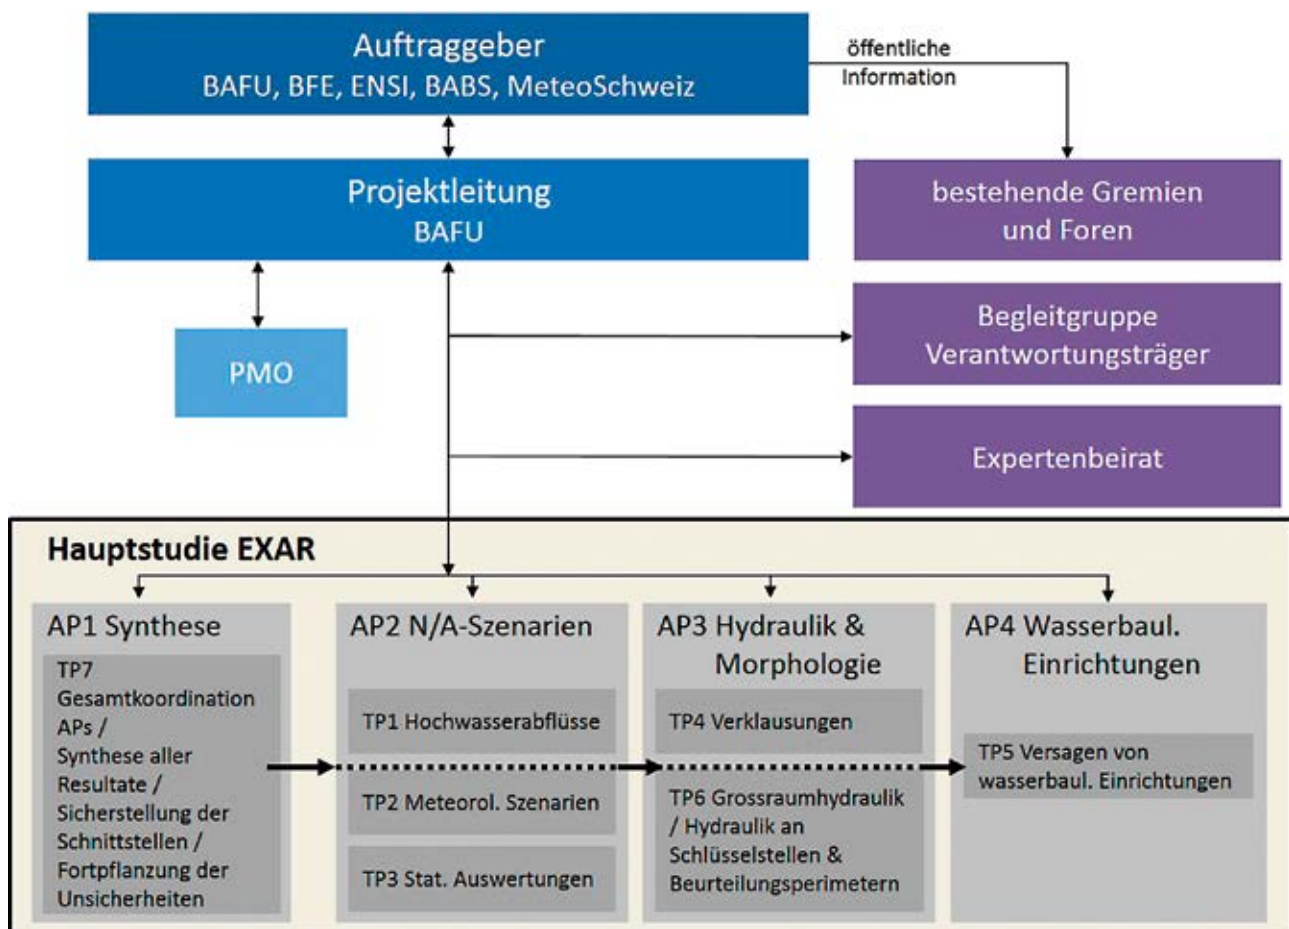 Auftraggeber
BAFU, BFE, ENSI, BABS, MeteoSchweiz
öffentliche
Information
Projektleitung
BAFU
bestehende Gremien
und Foren
PMO
Begleitgruppe
Verantwortungsträger
Expertenbeirat
Hauptstudie EXAR
AP1 Synthese
TP7
Gesamtkoordination
APs /
Synthese aller
Resultate /
Sicherstellung der
Schnittstellen /
Fortpflanzung der
Unsicherheiten
AP2 N/A-Szenarien
TP1 Hochwasserabflüsse
TP2 Meteorol. Szenarien
TP3 Stat. Auswertungen
AP3 Hydraulik &
Morphologie
TP4 Verklausungen
TP6 Grossraumhydraulik
/ Hydraulik an
Schlüsselstellen &
Beurteilungsperimetern
AP4 Wasserbaul.
Einrichtungen
TP5 Versagen von
wasserbaul. Einrichtungen